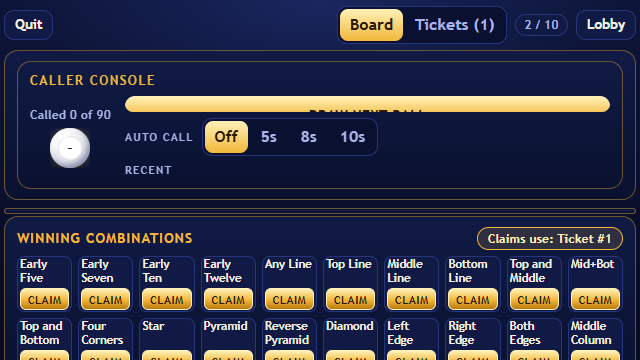 Quit
Board Tickets (1)
2 / 10
Lobby
CALLER CONSOLE
Called 0 of 90
-
AUTO CALL
Off 5s 8s 10s
RECENT
WINNING COMBINATIONS
Claims use: Ticket #1
Early Five
CLAIM
Early Seven
CLAIM
Early Ten
CLAIM
Early Twelve
CLAIM
Any Line
CLAIM
Top Line
CLAIM
Middle Line
CLAIM
Bottom Line
CLAIM
Top and Middle
CLAIM
Mid+Bot
CLAIM
Top and Bottom
Four Corners
Star
Pyramid
Reverse Pyramid
Diamond
Left Edge
Right Edge
Both Edges
Middle Column